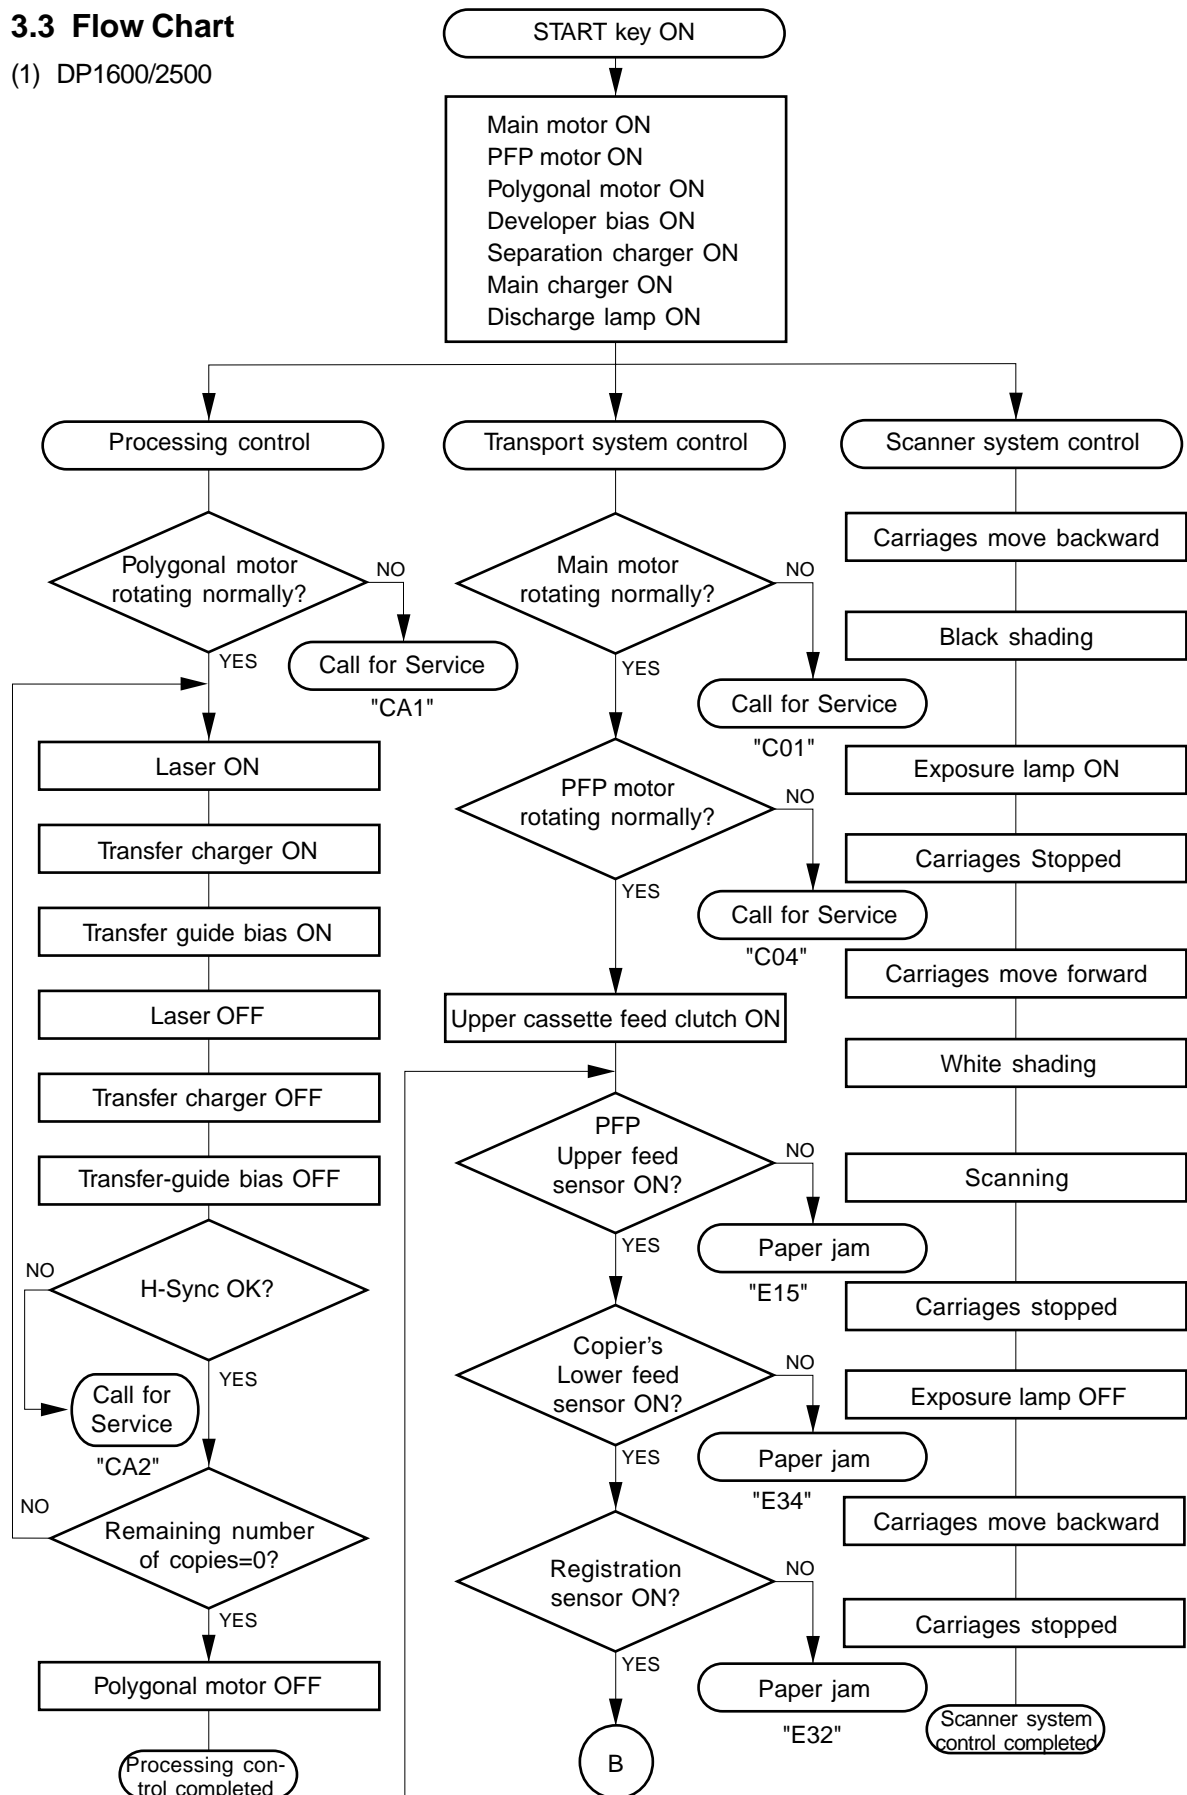 3.3 Flow Chart
(1) DP1600/2500
START key ON
Main motor ON
PFP motor ON
Polygonal motor ON
Developer bias ON
Separation charger ON
Main charger ON
Discharge lamp ON
Processing control
Polygonal motor
rotating normally?
NO
YES
Call for Service
"CA1"
Laser ON
Transfer charger ON
Transfer guide bias ON
Laser OFF
Transfer charger OFF
Transfer-guide bias OFF
H-Sync OK?
NO
YES
Call for
Service
"CA2"
Remaining number
of copies=0?
NO
YES
Polygonal motor OFF
Processing con-
trol completed
Transport system control
Main motor
rotating normally?
NO
YES
Call for Service
"C01"
PFP motor
rotating normally?
NO
YES
Call for Service
"C04"
Upper cassette feed clutch ON
PFP
Upper feed
sensor ON?
NO
YES
Paper jam
"E15"
Copier's
Lower feed
sensor ON?
NO
YES
Paper jam
"E34"
Registration
sensor ON?
NO
YES
Paper jam
"E32"
B
Scanner system control
Carriages move backward
Black shading
Exposure lamp ON
Carriages Stopped
Carriages move forward
White shading
Scanning
Carriages stopped
Exposure lamp OFF
Carriages move backward
Carriages stopped
Scanner system
control completed